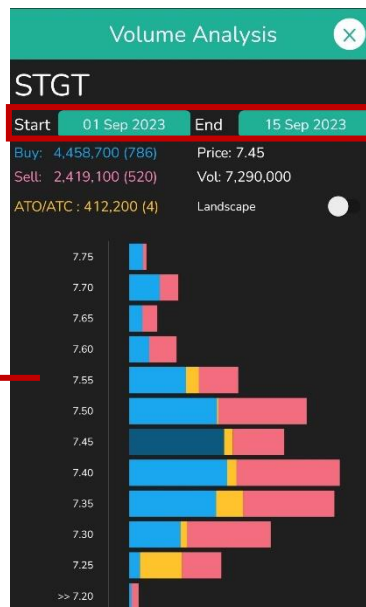 Volume Analysis
STGT
Start 01 Sep 2023 End 15 Sep 2023
Buy: 4,458,700 (786) Price: 7.45
Sell: 2,419,100 (520) Vol: 7,290,000
ATO/ATC : 412,200 (4) Landscape
7.75
7.70
7.65
7.60
7.55
7.50
7.45
7.40
7.35
7.30
7.25
>> 7.20